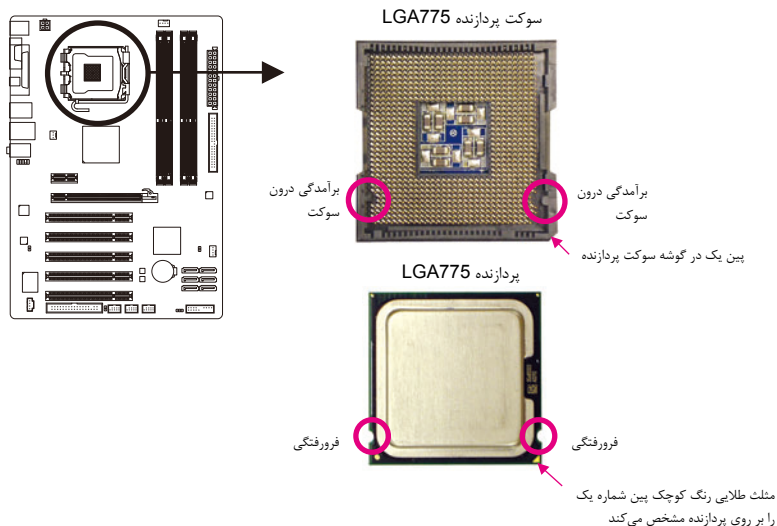 سوکت پردازنده LGA775
برآمدگی درون
سوکت
برآمدگی درون
سوکت
پین یک در گوشه سوکت پردازنده
پردازنده LGA775
فرورفتگی
فرورفتگی
مثلث طلایی رنگ کوچک پین شماره یک
را بر روی پردازنده مشخص می‌کند